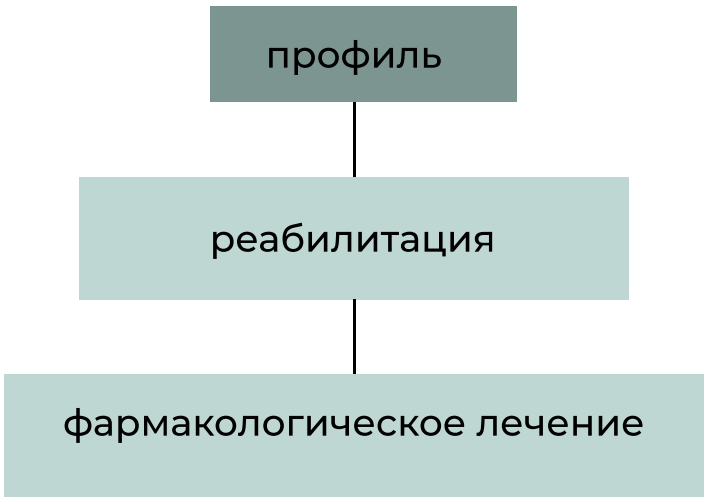 профиль
реабилитация
фармакологическое лечение